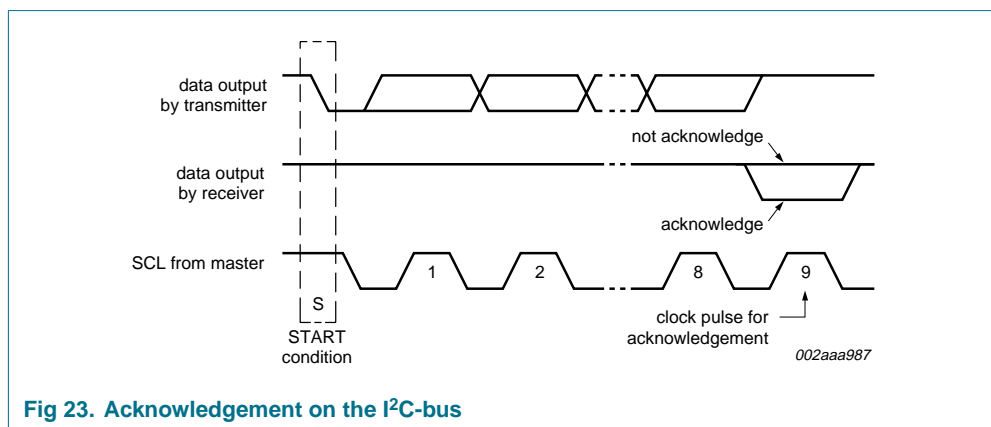 data output
by transmitter
not acknowledge
data output
by receiver
acknowledge
SCL from master
1
2
8
9
S
START
condition
clock pulse for
acknowledgement
002aaa987
Fig 23. Acknowledgement on the I²C-bus